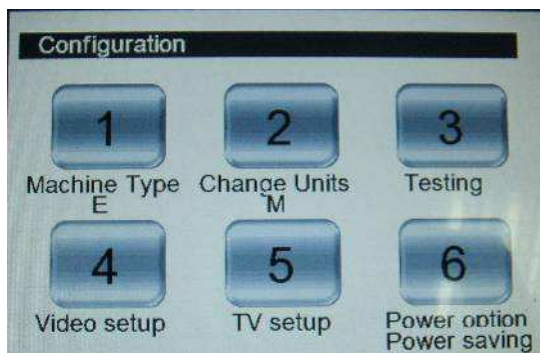 Configuration
1 2 3
Machine Type Change Units Testing
E M
4 5 6
Video setup TV setup Power option
Power saving